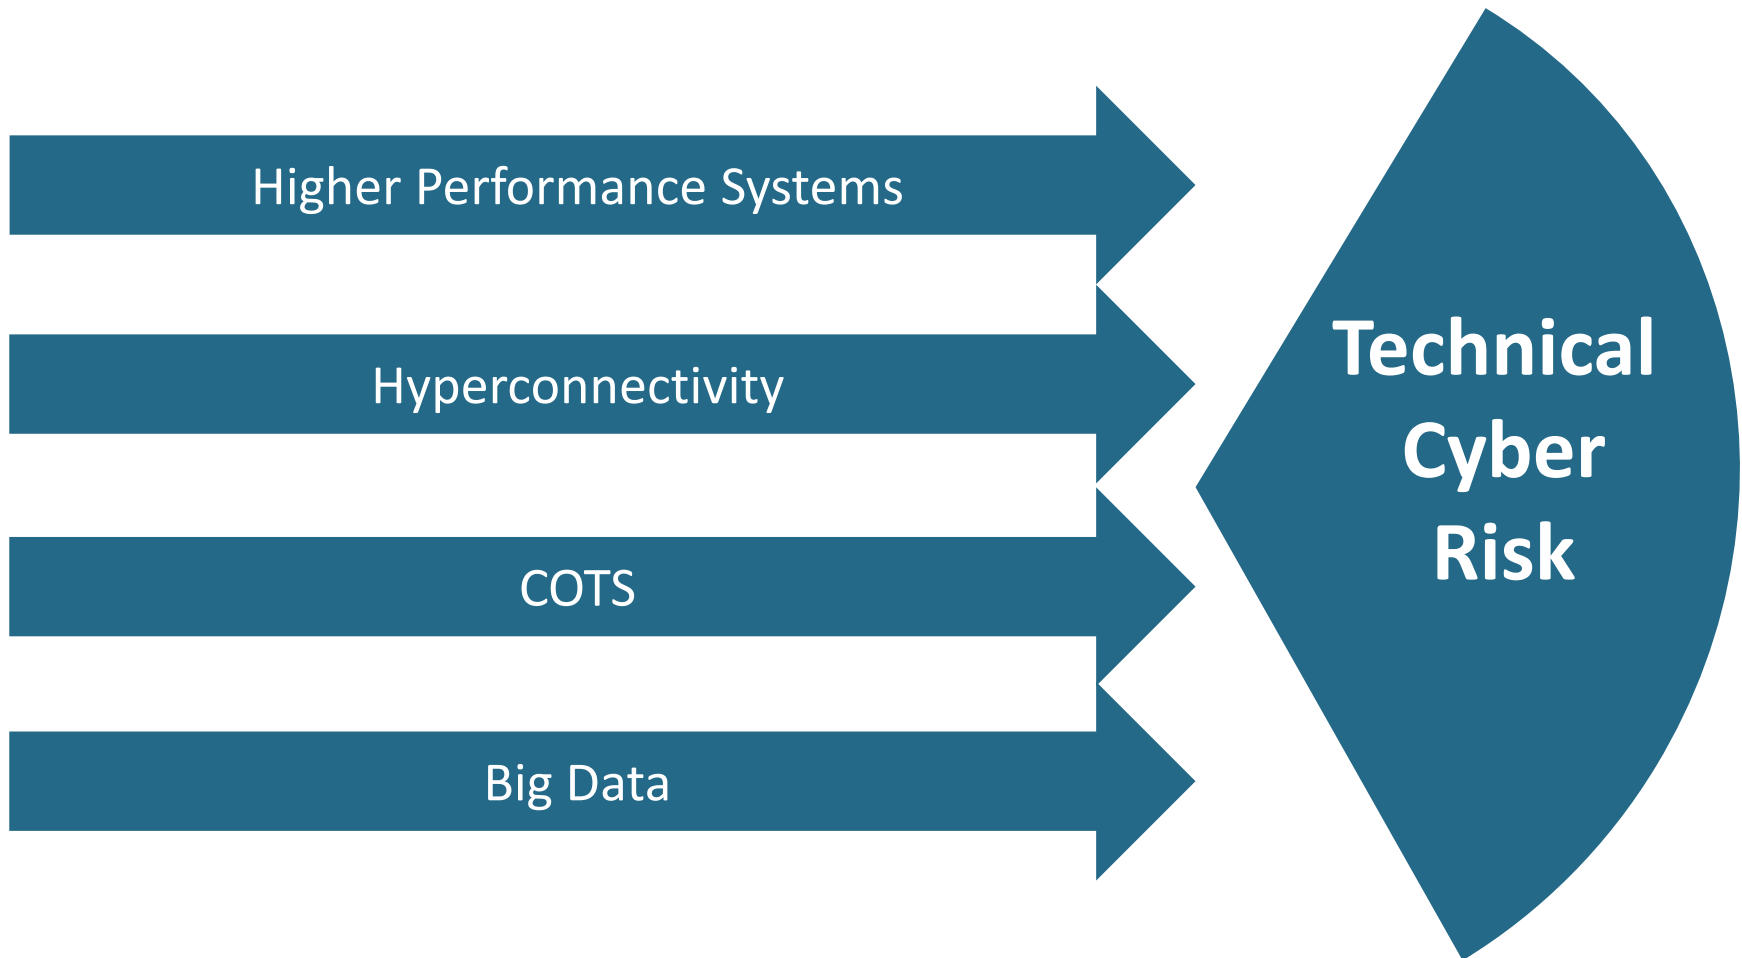 Higher Performance Systems
Hyperconnectivity
COTS
Big Data
Technical
Cyber
Risk